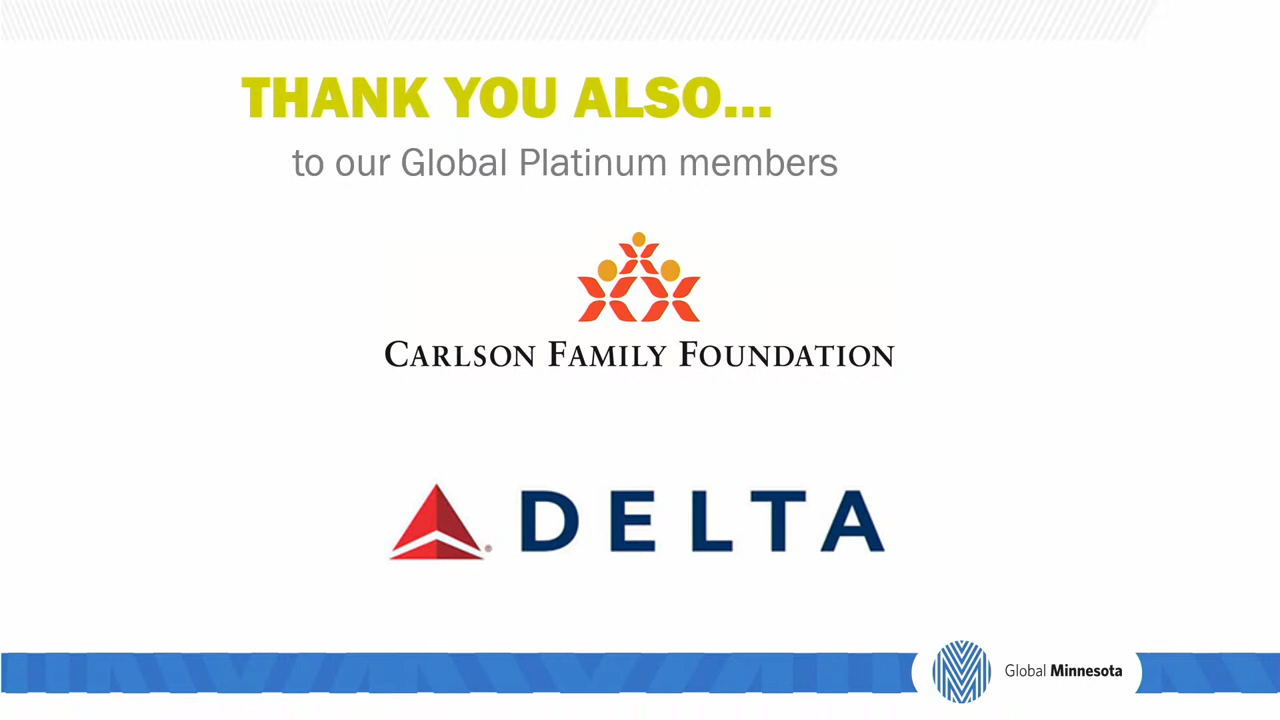 THANK YOU ALSO...
to our Global Platinum members
CARLSON FAMILY FOUNDATION
DELTA
Global Minnesota